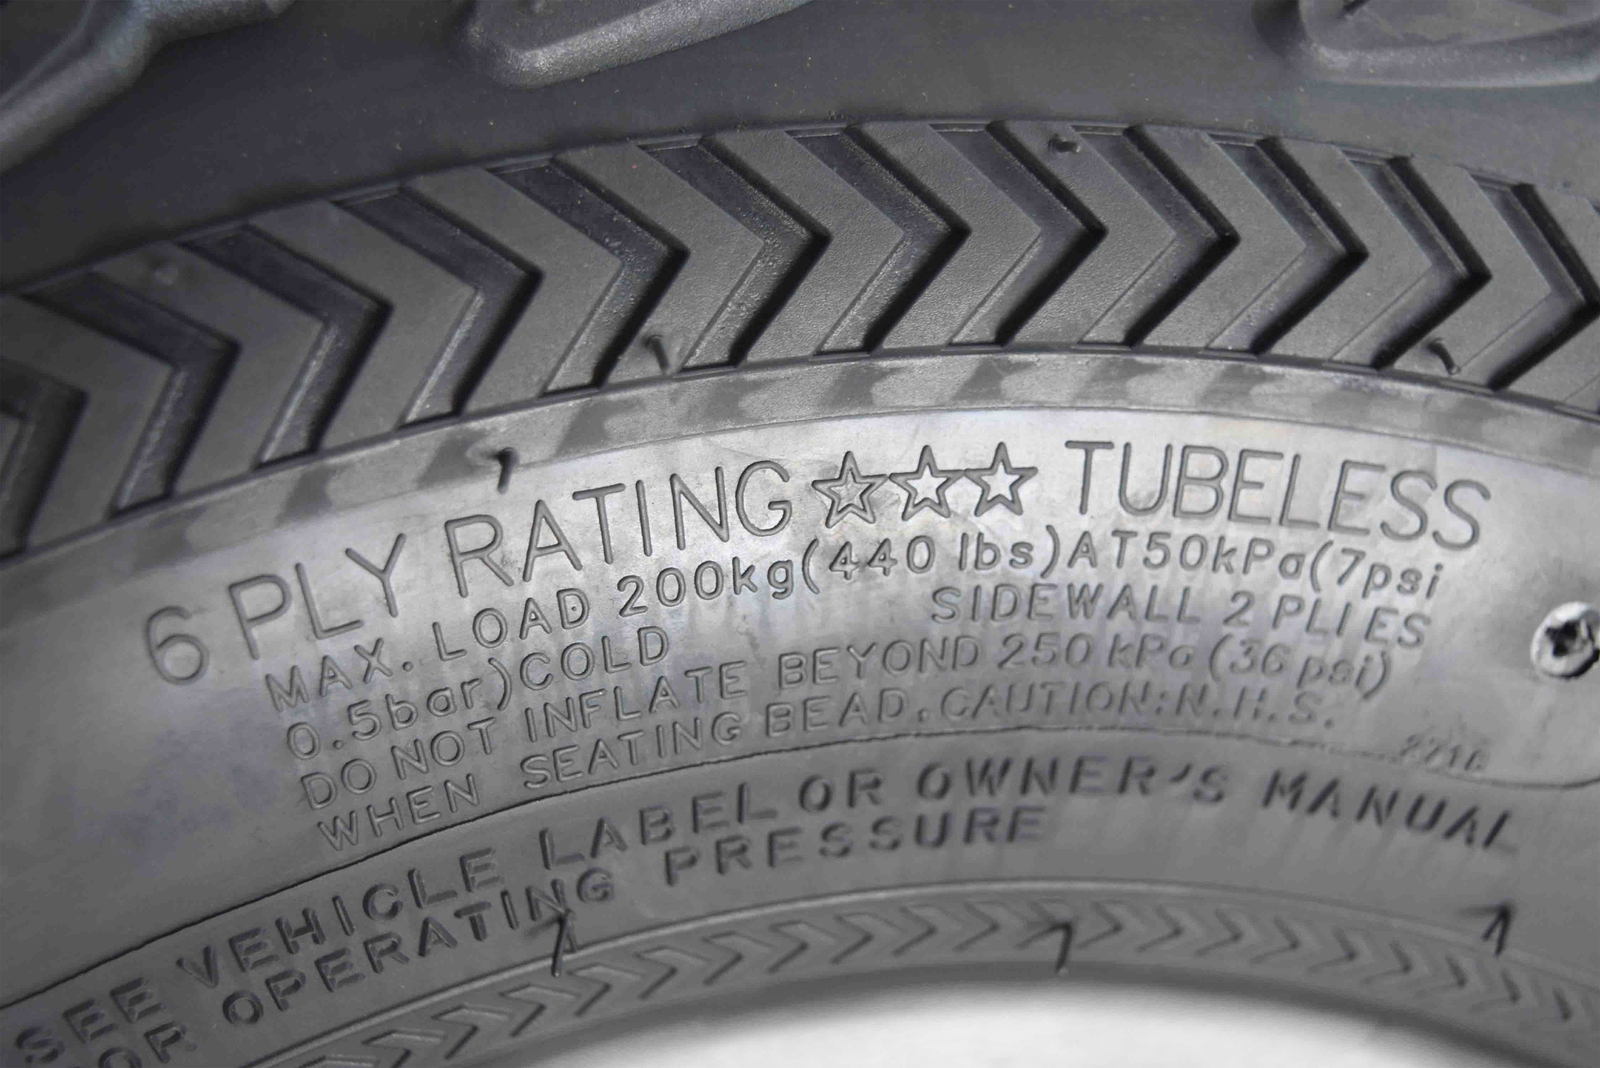 6 PLY RATING ☆☆☆ TUBELESS
MAX. LOAD 200kg(440 lbs)AT50kPa(7psi
0.5bar)COLD SIDEWALL 2 PLIES
DO NOT INFLATE BEYOND 250 kPa (36 psi)
WHEN SEATING BEAD.CAUTION:N.H.S.
SEE VEHICLE LABEL OR OWNER'S MANUAL
FOR OPERATING PRESSURE